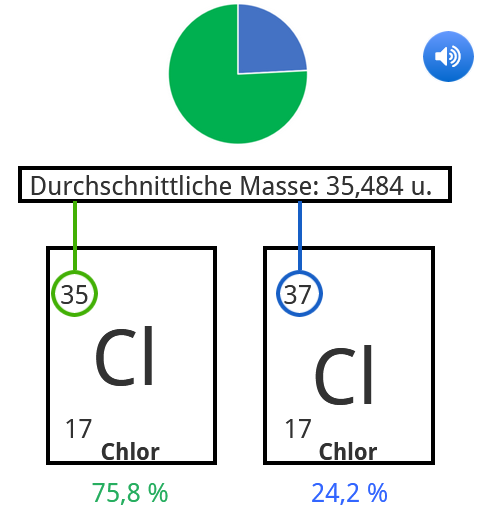 Durchschnittliche Masse: 35,484 u.
35
37
Cl
Cl
17
17
Chlor
Chlor
75,8 %
24,2 %